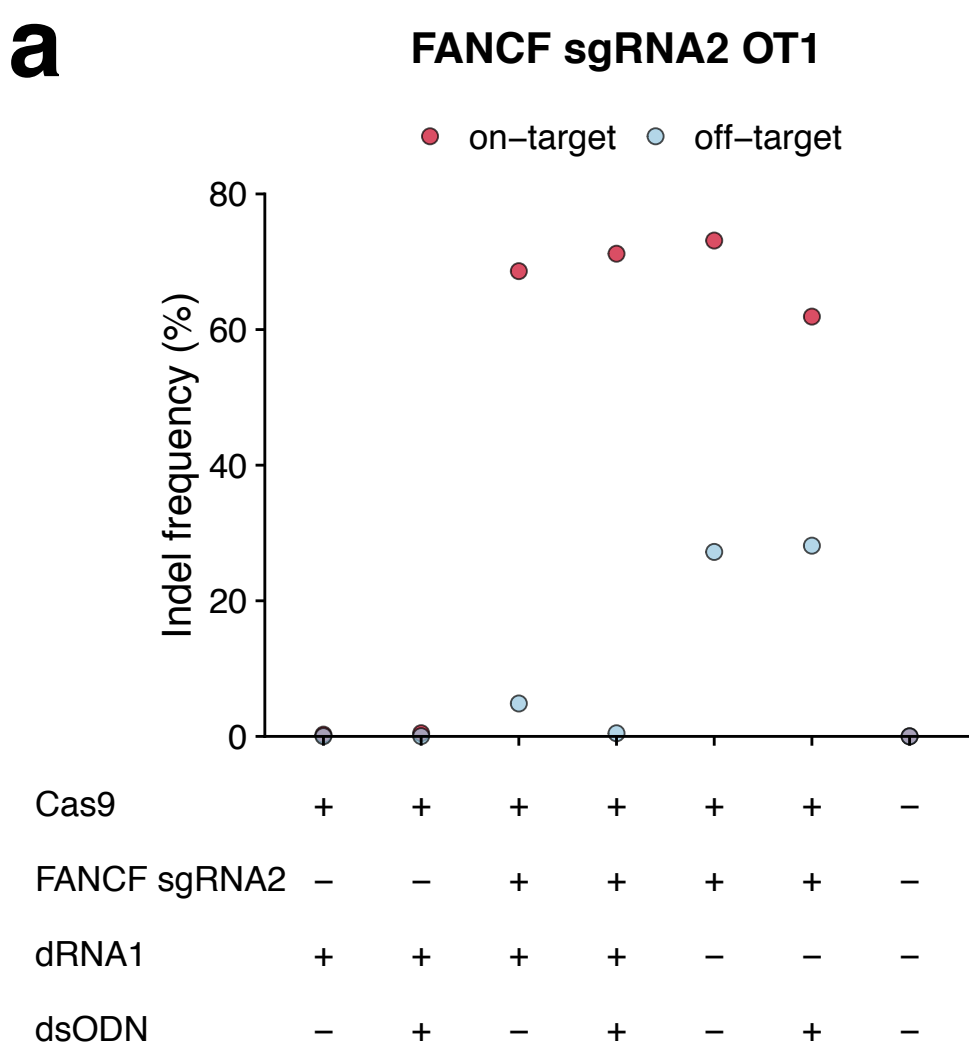 a
FANCF sgRNA2 OT1
on−target off−target
80
60
40
20
0
Indel frequency (%)
Cas9 + + + + + + −
FANCF sgRNA2 − − + + + + −
dRNA1 + + + + − − −
dsODN − + − + − + −